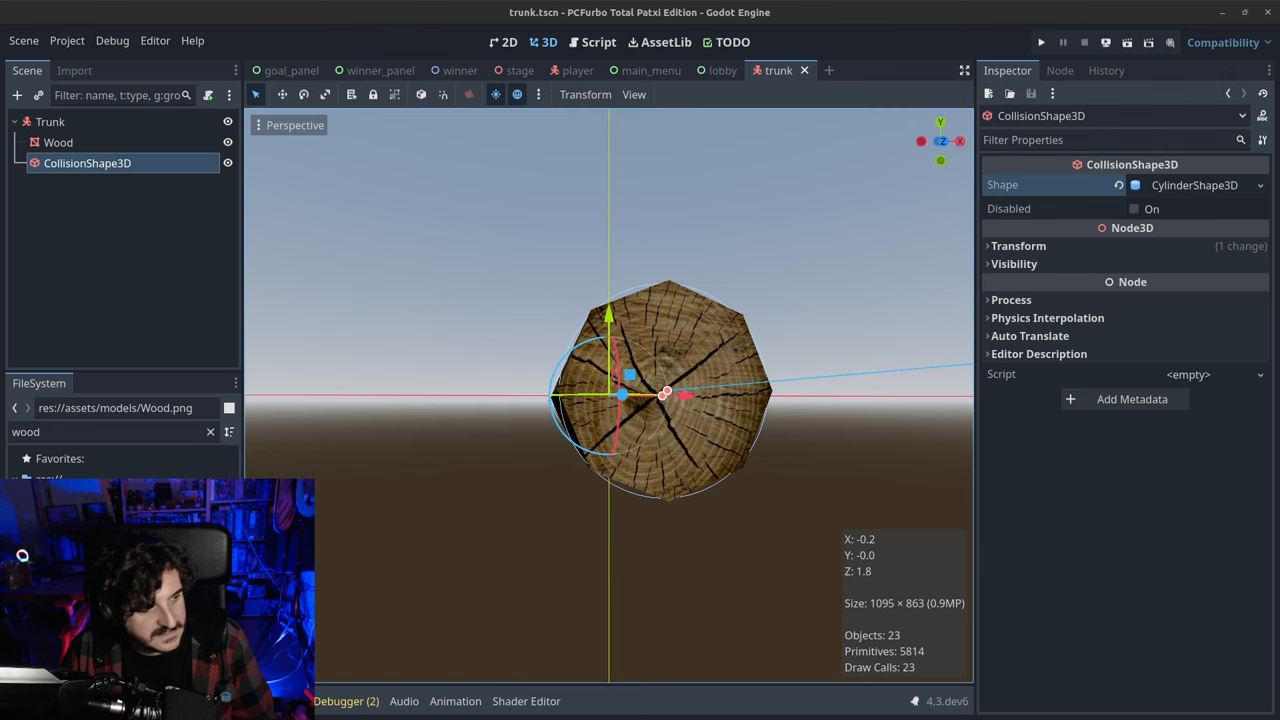 trunk.tscn - PCFurbo Total Patxi Edition - Godot Engine
Scene Project Debug Editor Help
2D 3D Script AssetLib TODO
Compatibility
Scene Import
goal_panel winner_panel winner stage player main_menu lobby trunk
Inspector Node History
Filter: name, t:type, g:gro
Transform View
Trunk
Wood
CollisionShape3D
Perspective
Y
Z
X
CollisionShape3D
Filter Properties
CollisionShape3D
Shape CylinderShape3D
Disabled On
Node3D
Transform (1 change)
Visibility
Node
Process
Physics Interpolation
Auto Translate
Editor Description
Script <empty>
Add Metadata
FileSystem
res://assets/models/Wood.png
wood
Favorites:
X: -0.2
Y: -0.0
Z: 1.8
Size: 1095 × 863 (0.9MP)
Objects: 23
Primitives: 5814
Draw Calls: 23
Debugger (2) Audio Animation Shader Editor
4.3.dev6